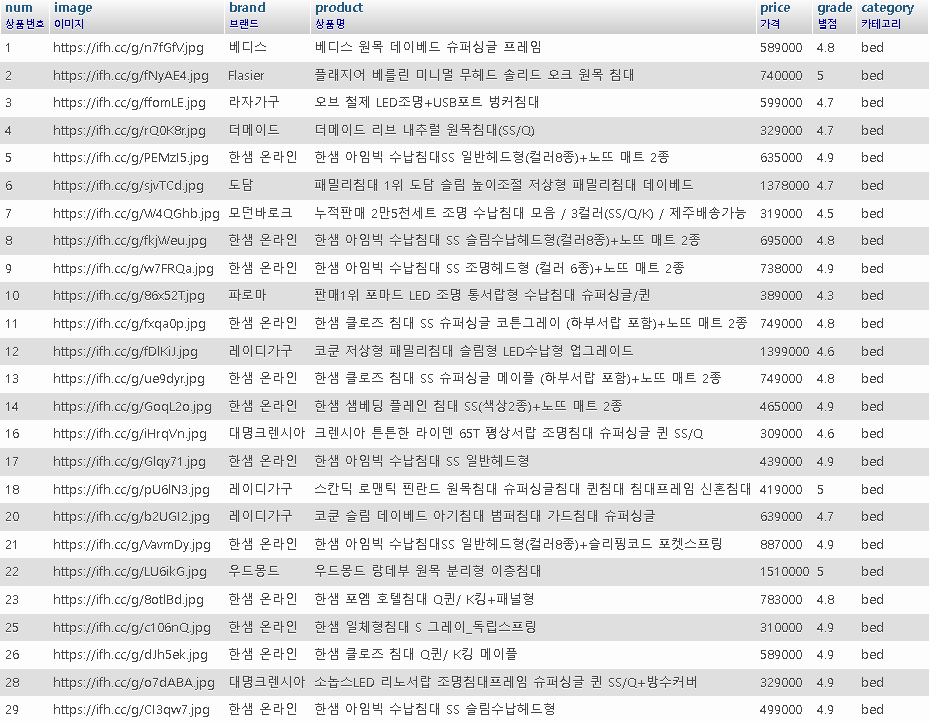 num image brand product price grade category
상품번호 이미지 브랜드 상품명 가격 별점 카테고리
1 https://ifh.cc/g/n7fGfV.jpg 베디스 베디스 원목 데이베드 슈퍼싱글 프레임 589000 4.8 bed
2 https://ifh.cc/g/fNyAE4.jpg Flasier 플래지어 베를린 미니멀 무헤드 솔리드 오크 원목 침대 740000 5 bed
3 https://ifh.cc/g/ffomLE.jpg 라자가구 오브 철제 LED조명+USB포트 벙커침대 599000 4.7 bed
4 https://ifh.cc/g/rQ0K8r.jpg 더메이드 더메이드 리브 내추럴 원목침대(SS/Q) 329000 4.7 bed
5 https://ifh.cc/g/PEMzI5.jpg 한샘 온라인 한샘 아임빅 수납침대SS 일반헤드형(컬러8종)+노뜨 매트 2종 635000 4.9 bed
6 https://ifh.cc/g/sjvTCd.jpg 도담 패밀리침대 1위 도담 슬림 높이조절 저상형 패밀리침대 데이베드 1378000 4.7 bed
7 https://ifh.cc/g/W4QGhb.jpg 모던바로크 누적판매 2만5천세트 조명 수납침대 모음 / 3컬러(SS/Q/K) / 제주배송가능 319000 4.5 bed
8 https://ifh.cc/g/fkjWeu.jpg 한샘 온라인 한샘 아임빅 수납침대 SS 슬림수납헤드형(컬러8종)+노뜨 매트 2종 695000 4.8 bed
9 https://ifh.cc/g/w7FRQa.jpg 한샘 온라인 한샘 아임빅 수납침대 SS 조명헤드형 (컬러 6종)+노뜨 매트 2종 738000 4.9 bed
10 https://ifh.cc/g/86x52T.jpg 파로마 판매1위 포마드 LED 조명 통서랍형 수납침대 슈퍼싱글/퀸 389000 4.3 bed
11 https://ifh.cc/g/fxqa0p.jpg 한샘 온라인 한샘 클로즈 침대 SS 슈퍼싱글 코튼그레이 (하부서랍 포함)+노뜨 매트 2종 749000 4.8 bed
12 https://ifh.cc/g/fDlKiJ.jpg 레이디가구 코쿤 저상형 패밀리침대 슬림형 LED수납형 업그레이드 1399000 4.6 bed
13 https://ifh.cc/g/ue9dyr.jpg 한샘 온라인 한샘 클로즈 침대 SS 슈퍼싱글 메이플 (하부서랍 포함)+노뜨 매트 2종 749000 4.8 bed
14 https://ifh.cc/g/GoqL2o.jpg 한샘 온라인 한샘 샘베딩 플레인 침대 SS(색상2종)+노뜨 매트 2종 465000 4.9 bed
16 https://ifh.cc/g/iHrqVn.jpg 대명크렌시아 크렌시아 튼튼한 라이덴 65T 평상서랍 조명침대 슈퍼싱글 퀸 SS/Q 309000 4.6 bed
17 https://ifh.cc/g/Glqy71.jpg 한샘 온라인 한샘 아임빅 수납침대 SS 일반헤드형 439000 4.9 bed
18 https://ifh.cc/g/pU6lN3.jpg 레이디가구 스칸딕 로맨틱 핀란드 원목침대 슈퍼싱글침대 퀸침대 침대프레임 신혼침대 419000 5 bed
20 https://ifh.cc/g/b2UGI2.jpg 레이디가구 코쿤 슬림 데이베드 아기침대 범퍼침대 가드침대 슈퍼싱글 639000 4.7 bed
21 https://ifh.cc/g/VavmDy.jpg 한샘 온라인 한샘 아임빅 수납침대SS 일반헤드형(컬러8종)+슬리핑코드 포켓스프링 887000 4.9 bed
22 https://ifh.cc/g/LU6ikG.jpg 우드몽드 우드몽드 랑데부 원목 분리형 이층침대 1510000 5 bed
23 https://ifh.cc/g/8otlBd.jpg 한샘 온라인 한샘 포엠 호텔침대 Q퀸/ K킹+패널형 783000 4.8 bed
25 https://ifh.cc/g/c106nQ.jpg 한샘 온라인 한샘 일체형침대 S 그레이_독립스프링 310000 4.9 bed
26 https://ifh.cc/g/dJh5ek.jpg 한샘 온라인 한샘 클로즈 침대 Q퀸/ K킹 메이플 589000 4.9 bed
28 https://ifh.cc/g/o7dABA.jpg 대명크렌시아 소놉스LED 리노서랍 조명침대프레임 슈퍼싱글 퀸 SS/Q+방수커버 329000 4.9 bed
29 https://ifh.cc/g/CI3qw7.jpg 한샘 온라인 한샘 아임빅 수납침대 SS 슬림수납헤드형 499000 4.9 bed